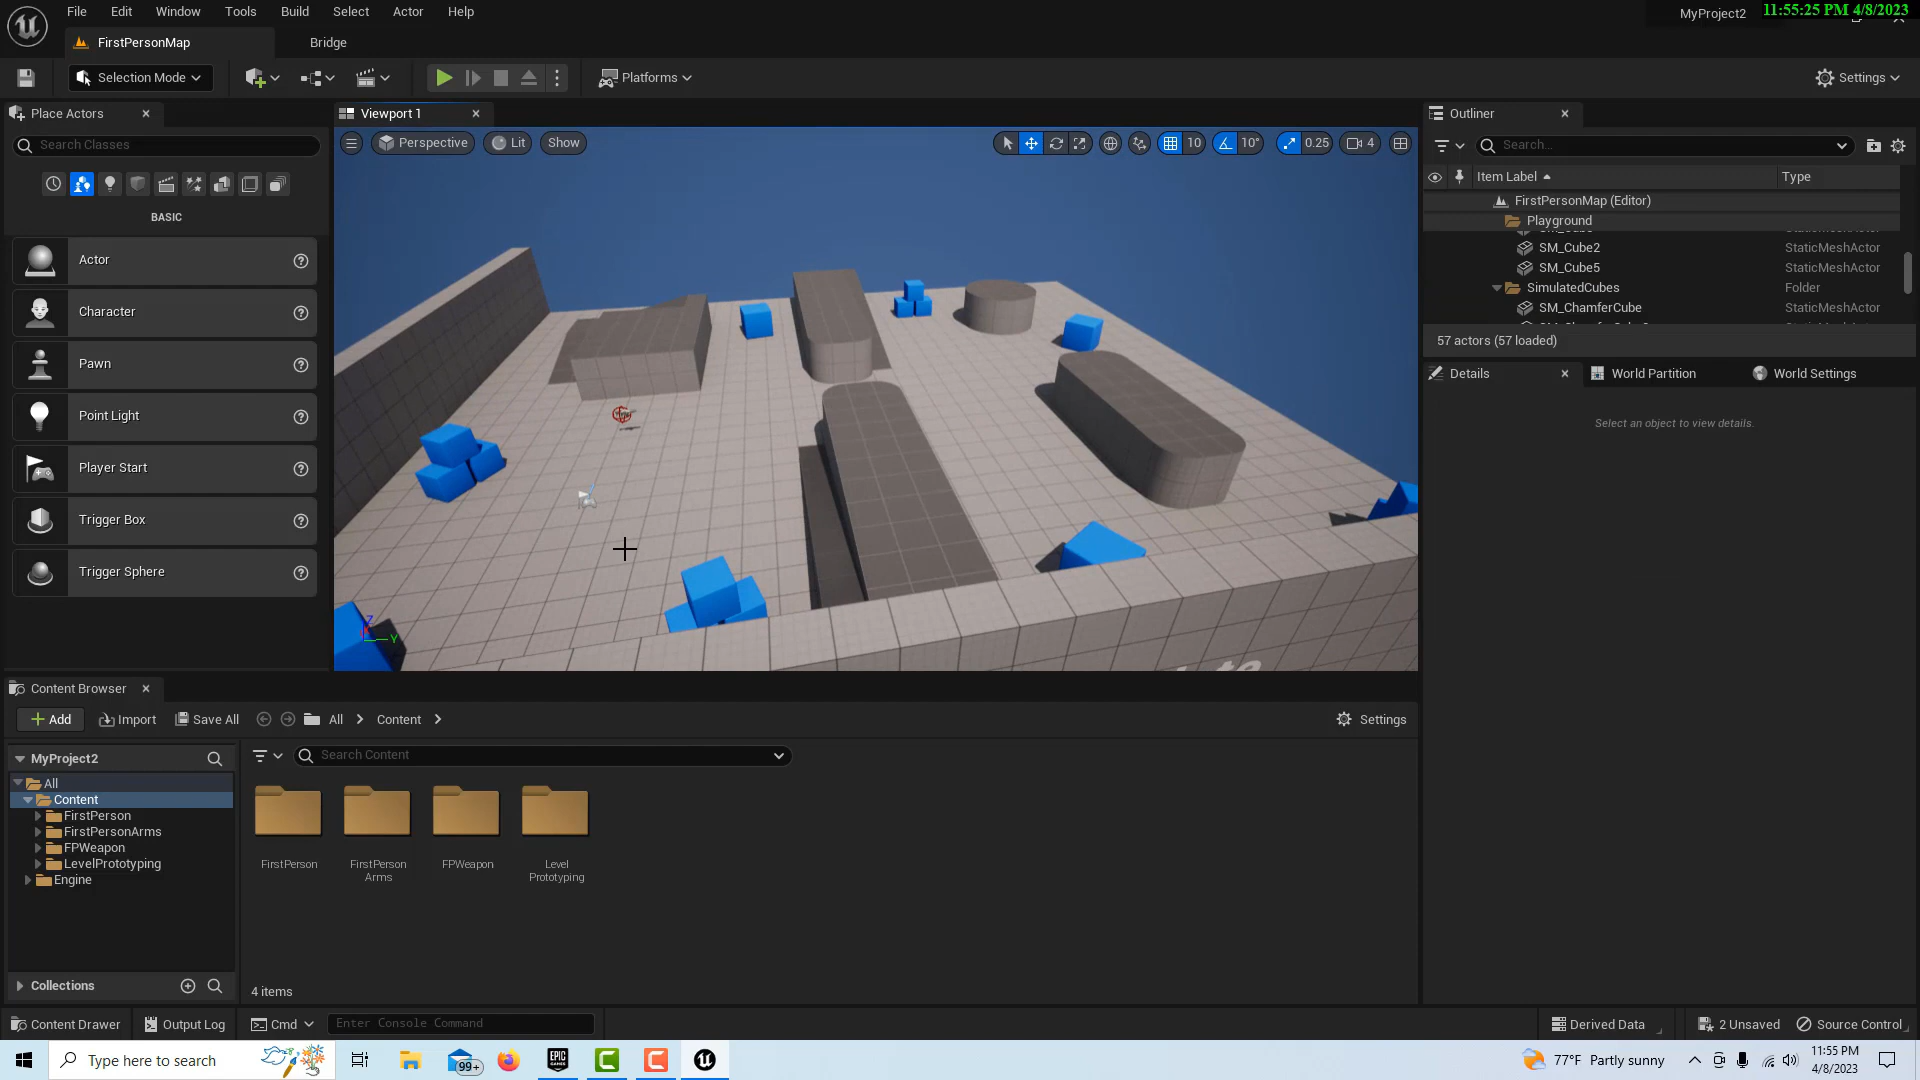 File Edit Window Tools Build Select Actor Help
MyProject2
11:55:25 PM 4/8/2023
FirstPersonMap
Bridge
Selection Mode
Platforms
Settings
Place Actors
Viewport 1
Outliner
Search Classes
Perspective
Lit
Show
10
10°
0.25
4
Search...
Item Label
Type
BASIC
FirstPersonMap (Editor)
Playground
SM_Cube2 StaticMeshActor
SM_Cube5 StaticMeshActor
SimulatedCubes Folder
SM_ChamferCube StaticMeshActor
57 actors (57 loaded)
Actor
Character
Pawn
Point Light
Player Start
Trigger Box
Trigger Sphere
Details
World Partition
World Settings
Select an object to view details.
Z
Y
Content Browser
Add
Import
Save All
All
Content
Settings
MyProject2
Search Content
All
Content
FirstPerson
FirstPersonArms
FPWeapon
LevelPrototyping
Engine
FirstPerson
FirstPerson
Arms
FPWeapon
Level
Prototyping
Collections
4 items
Content Drawer
Output Log
Cmd
Enter Console Command
Derived Data
2 Unsaved
Source Control
Type here to search
99+
EPIC
GAMES
77°F Partly sunny
11:55 PM
4/8/2023